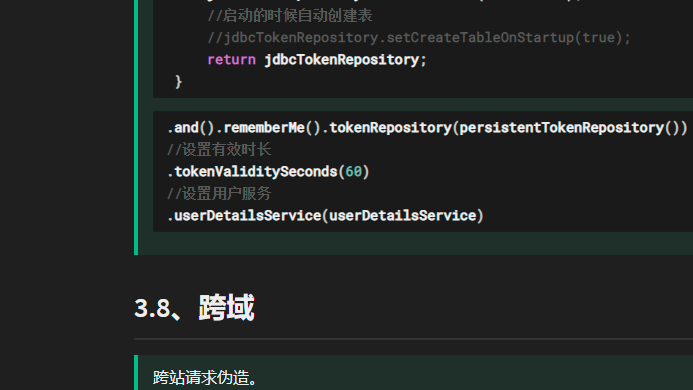 //启动的时候自动创建表
//jdbcTokenRepository.setCreateTableOnStartup(true);
return jdbcTokenRepository;
}
.and().rememberMe().tokenRepository(persistentTokenRepository())
//设置有效时长
.tokenValiditySeconds(60)
//设置用户服务
.userDetailsService(userDetailsService)
3.8、跨域
跨站请求伪造。